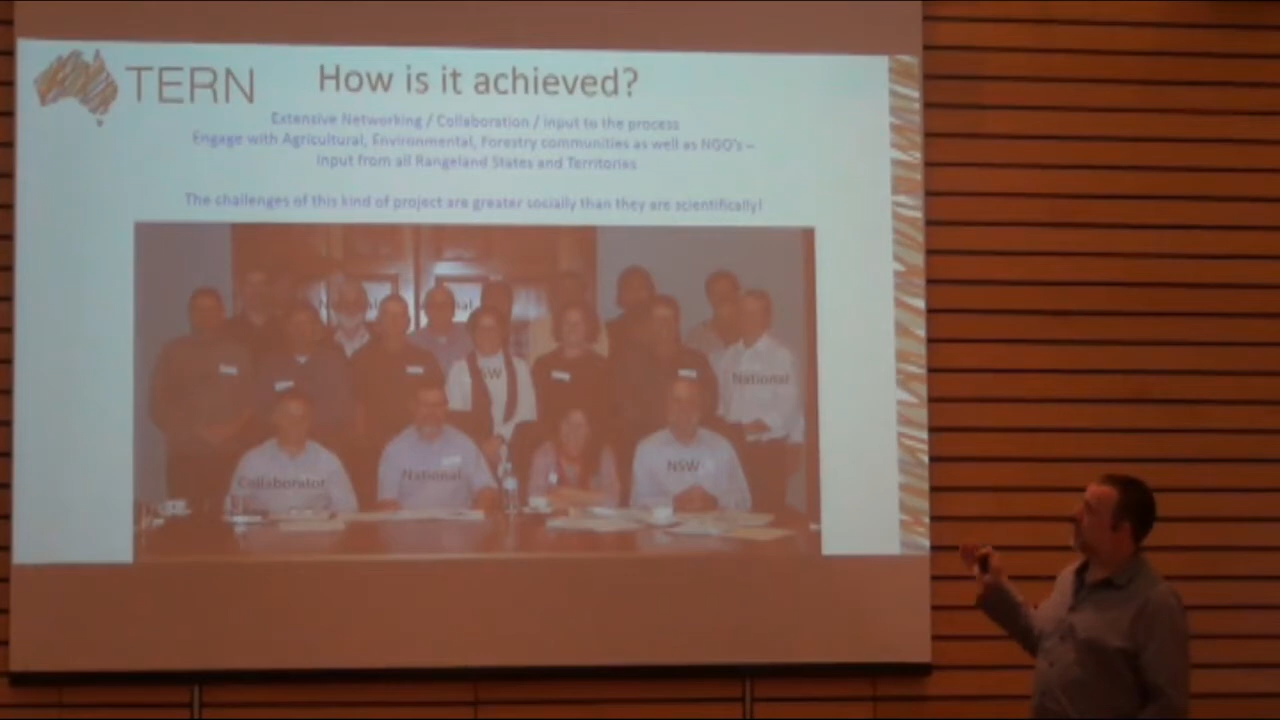 TERN
How is it achieved?
Extensive Networking / Collaboration / input to the process
Engage with Agricultural, Environmental, Forestry communities as well as NGO's –
input from all Rangeland States and Territories
The challenges of this kind of project are greater socially than they are scientifically!
National
Collaborator
National
NSW